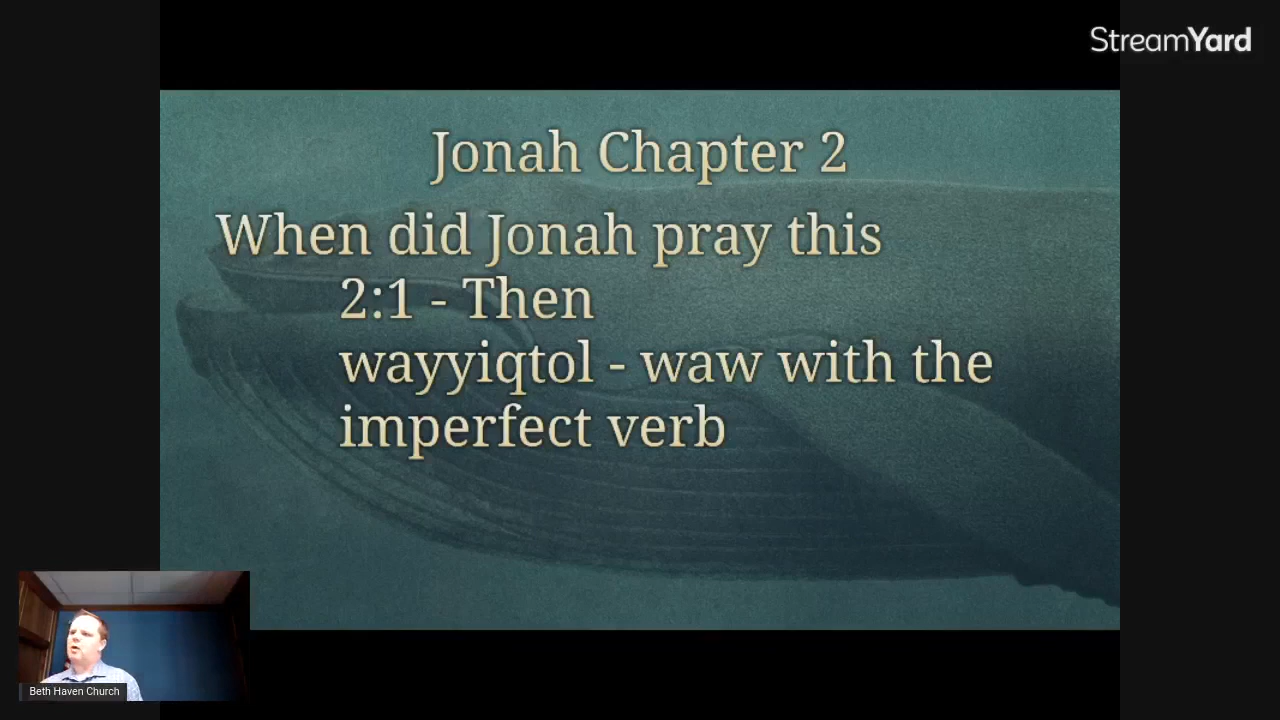 StreamYard
Jonah Chapter 2
When did Jonah pray this
2:1 - Then
wayyiqtol - waw with the
imperfect verb
Beth Haven Church